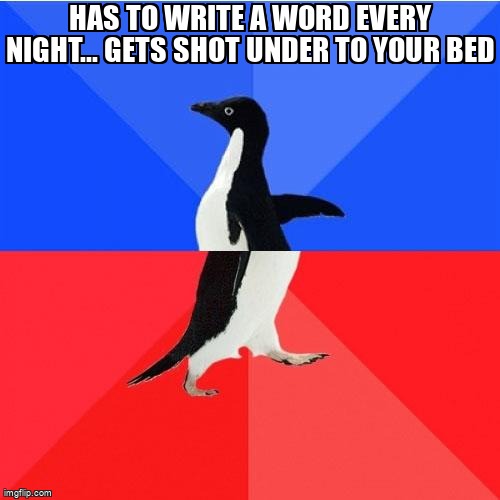 HAS TO WRITE A WORD EVERY
NIGHT... GETS SHOT UNDER TO YOUR BED
imgflip.com